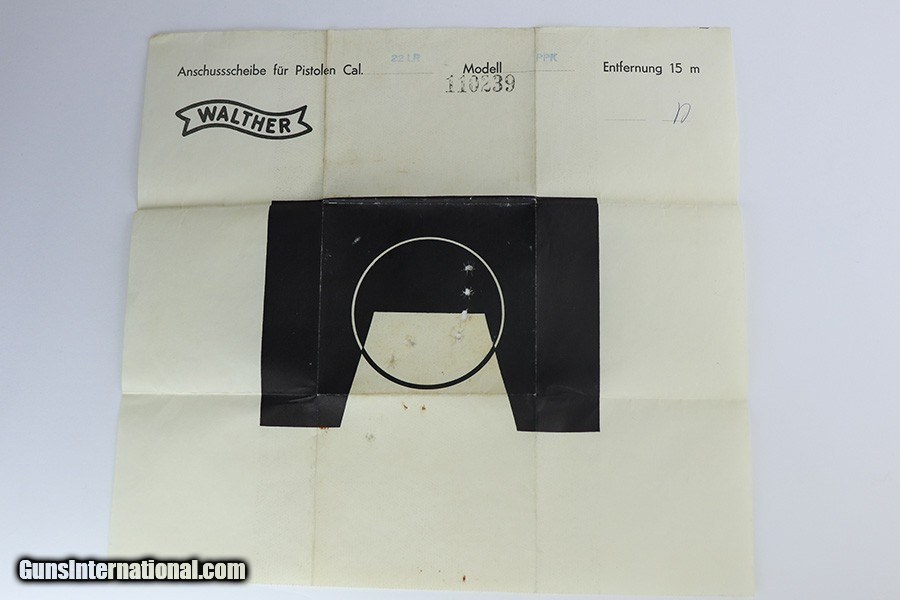 Anschussscheibe für Pistolen Cal. 22 LR Modell PPK Entfernung 15 m
110239
WALTHER
GunsInternational.com